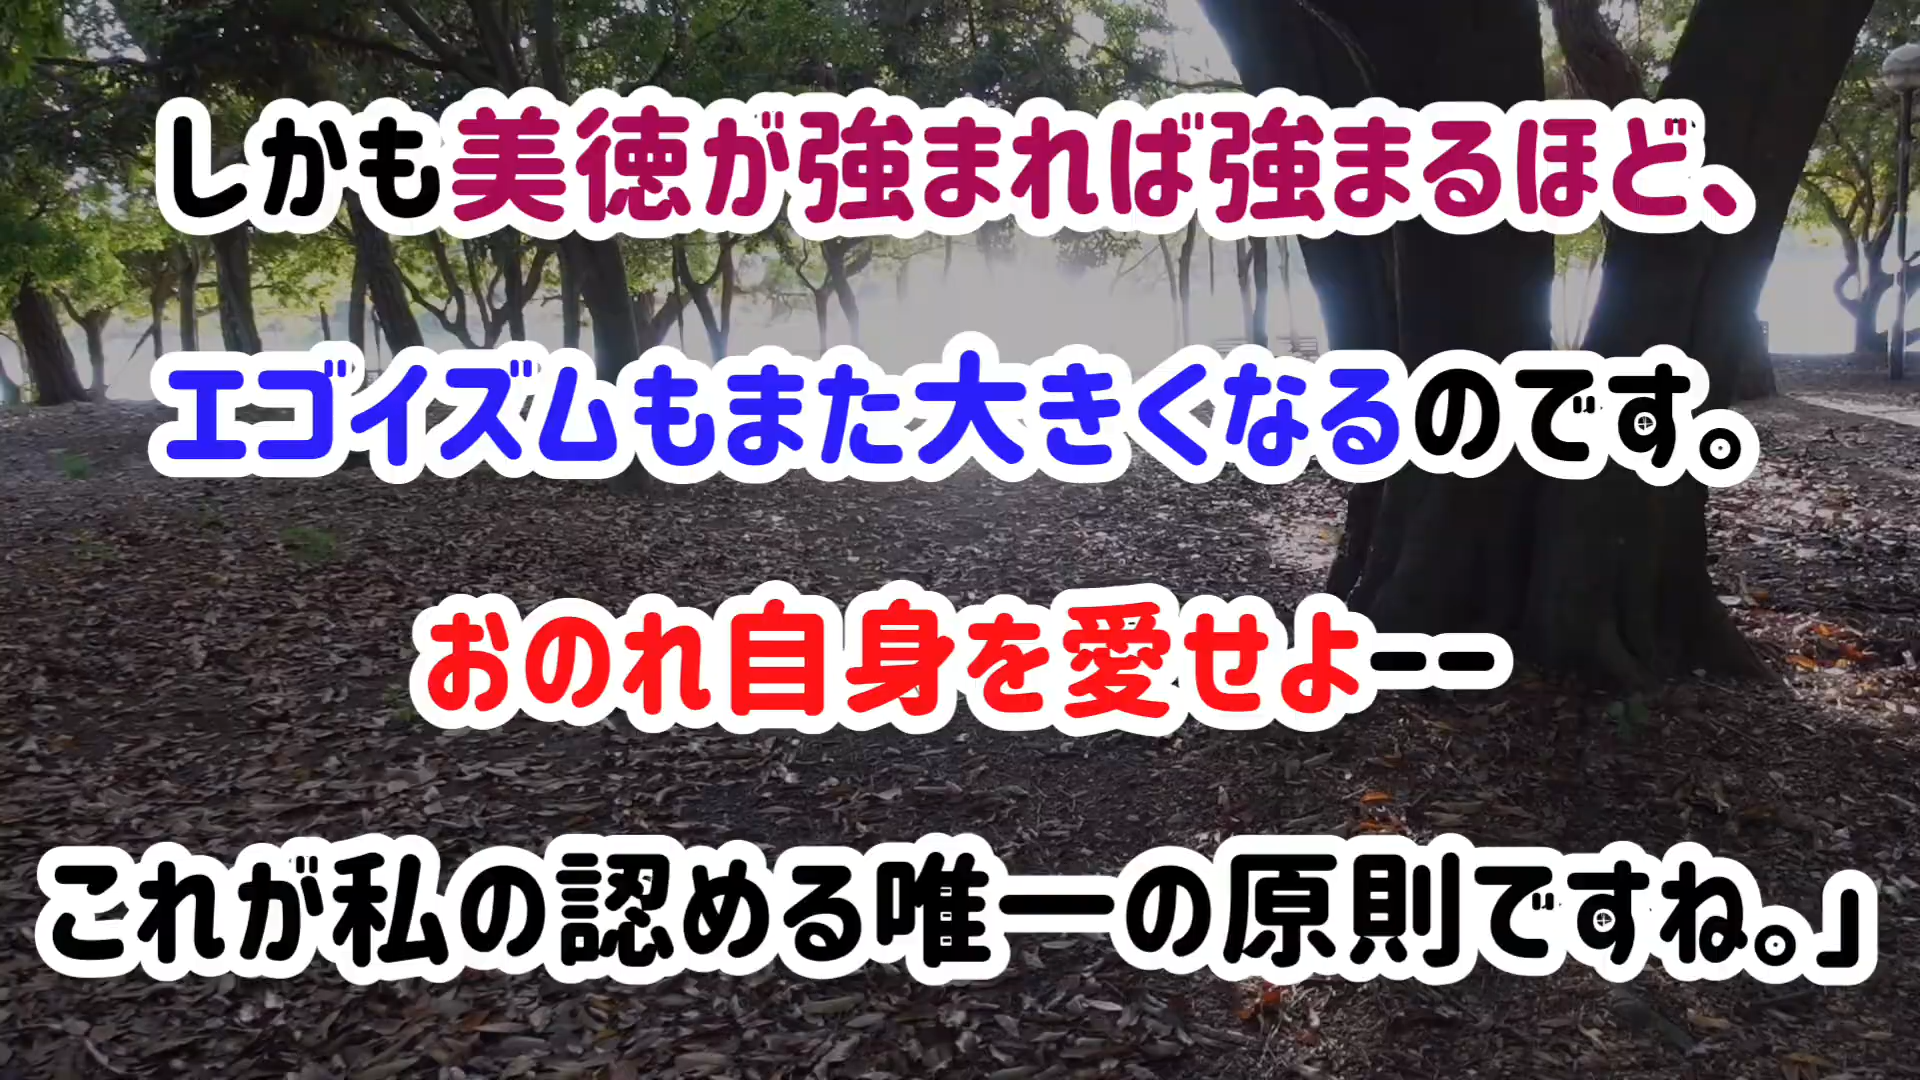 しかも美徳が強まれば強まるほど、
エゴイズムもまた大きくなるのです。
おのれ自身を愛せよ--
これが私の認める唯一の原則ですね。」